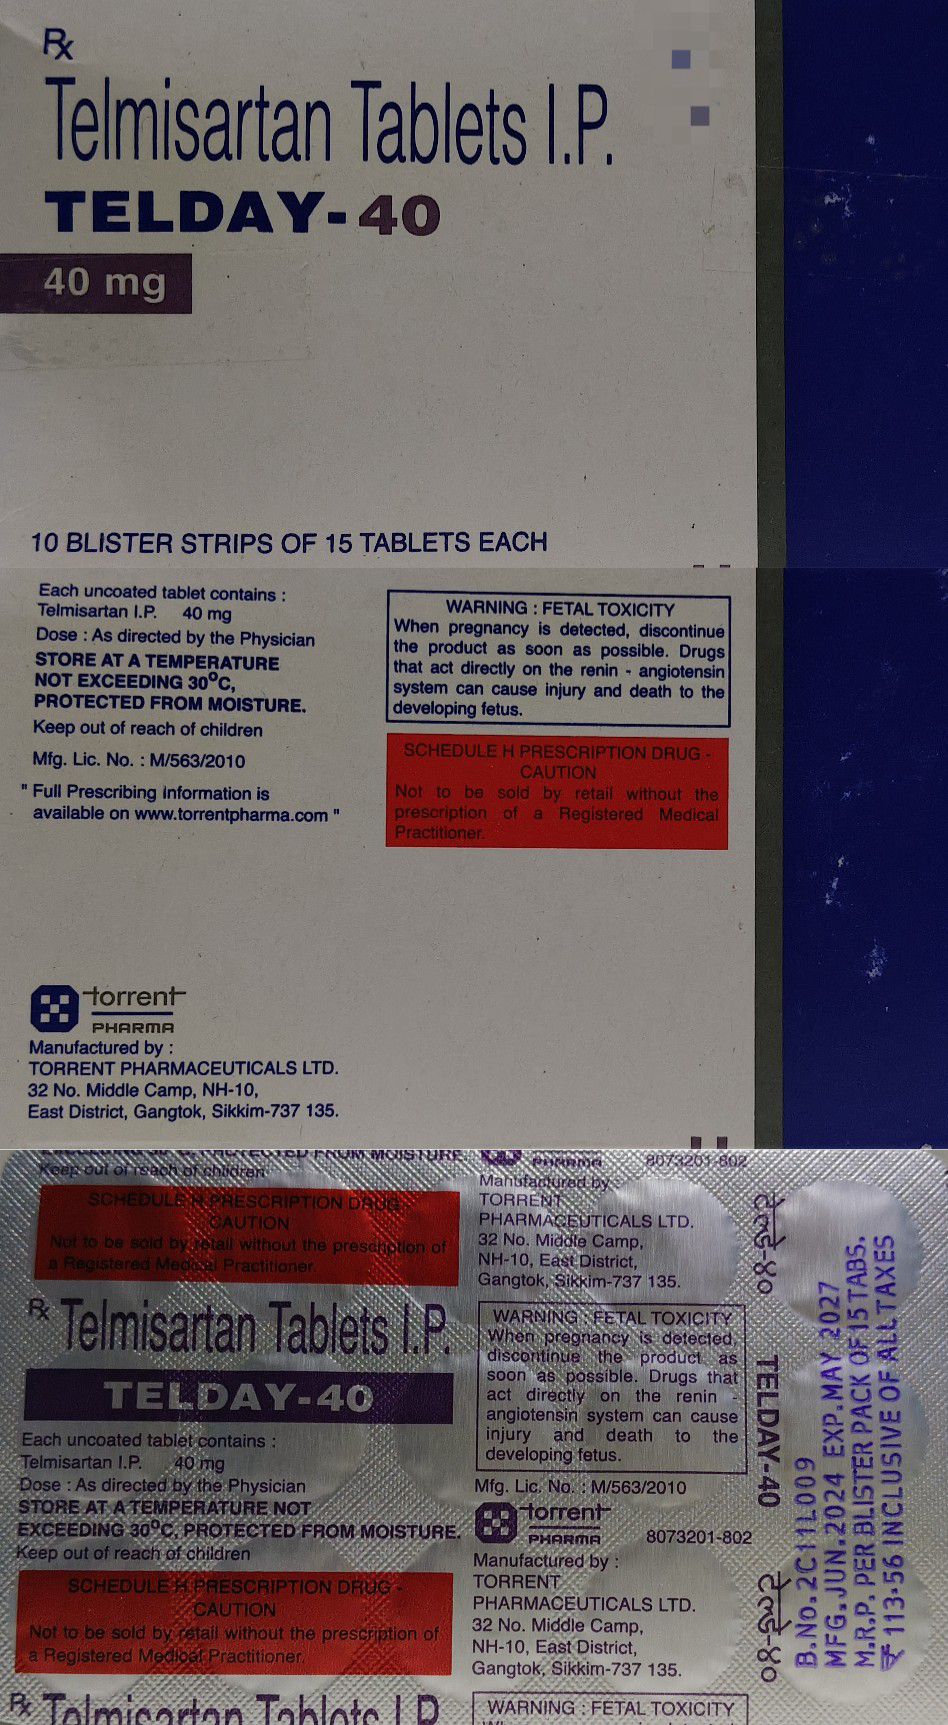 Rx
Telmisartan Tablets I.P.
TELDAY-40
40 mg
10 BLISTER STRIPS OF 15 TABLETS EACH
Each uncoated tablet contains :
Telmisartan I.P. 40 mg
Dose : As directed by the Physician
STORE AT A TEMPERATURE
NOT EXCEEDING 30°C,
PROTECTED FROM MOISTURE.
Keep out of reach of children
Mfg. Lic. No. : M/563/2010
" Full Prescribing Information is
available on www.torrentpharma.com "
WARNING : FETAL TOXICITY
When pregnancy is detected, discontinue
the product as soon as possible. Drugs
that act directly on the renin - angiotensin
system can cause injury and death to the
developing fetus.
SCHEDULE H PRESCRIPTION DRUG -
CAUTION
Not to be sold by retail without the
prescription of a Registered Medical
Practitioner.
torrent
PHARMA
Manufactured by :
TORRENT PHARMACEUTICALS LTD.
32 No. Middle Camp, NH-10,
East District, Gangtok, Sikkim-737 135.
PROTECTED FROM MOISTURE.
Keep out of reach of children
SCHEDULE H PRESCRIPTION DRUG -
CAUTION
Not to be sold by retail without the prescription of
a Registered Medical Practitioner.
Rx
Telmisartan Tablets I.P.
TELDAY-40
Each uncoated tablet contains :
Telmisartan I.P. 40 mg
Dose : As directed by the Physician
STORE AT A TEMPERATURE NOT
EXCEEDING 30°C, PROTECTED FROM MOISTURE.
Keep out of reach of children
SCHEDULE H PRESCRIPTION DRUG -
CAUTION
Not to be sold by retail without the prescription of
a Registered Medical Practitioner.
Rx
Telmisartan Tablets I.P.
PHARMA 8073201-802
Manufactured by :
TORRENT
PHARMACEUTICALS LTD.
32 No. Middle Camp,
NH-10, East District,
Gangtok, Sikkim-737 135.
WARNING : FETAL TOXICITY
When pregnancy is detected,
discontinue the product as
soon as possible. Drugs that
act directly on the renin -
angiotensin system can cause
injury and death to the
developing fetus.
Mfg. Lic. No. : M/563/2010
torrent
PHARMA 8073201-802
Manufactured by :
TORRENT
PHARMACEUTICALS LTD.
32 No. Middle Camp,
NH-10, East District,
Gangtok, Sikkim-737 135.
WARNING : FETAL TOXICITY
टेलडे-४०
TELDAY-40
टेलडे-४०
B.No.2C11L009
MFG.JUN.2024 EXP.MAY 2027
M.R.P. PER BLISTER PACK OF 15 TABS.
₹ 113.56 INCLUSIVE OF ALL TAXES